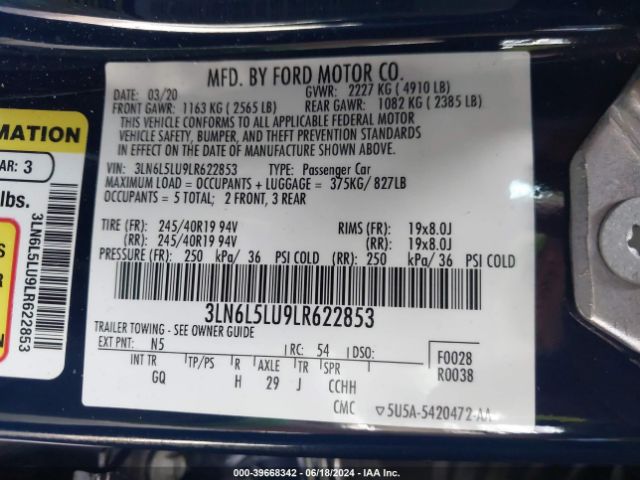 MFD. BY FORD MOTOR CO.
DATE: 03/20 GVWR: 2227 KG ( 4910 LB)
FRONT GAWR: 1163 KG ( 2565 LB) REAR GAWR: 1082 KG ( 2385 LB)
THIS VEHICLE CONFORMS TO ALL APPLICABLE FEDERAL MOTOR
VEHICLE SAFETY, BUMPER, AND THEFT PREVENTION STANDARDS
IN EFFECT ON THE DATE OF MANUFACTURE SHOWN ABOVE.
VIN: 3LN6L5LU9LR622853 TYPE: Passenger Car
MAXIMUM LOAD = OCCUPANTS + LUGGAGE = 375KG/ 827LB
OCCUPANTS = 5 TOTAL; 2 FRONT, 3 REAR
TIRE (FR): 245/40R19 94V RIMS (FR): 19x8.0J
(RR): 245/40R19 94V (RR): 19x8.0J
PRESSURE (FR): 250 kPa/ 36 PSI COLD (RR): 250 kPa/ 36 PSI COLD
3LN6L5LU9LR622853
TRAILER TOWING - SEE OWNER GUIDE
EXT PNT: N5 RC: 54 DSO:
F0028
R0038
INT TR TP/PS R AXLE TR SPR
GQ H 29 J CCHH
CMC 5U5A-5420472-AA
MATION
AR: 3
lbs.
3LN6L5LU9LR622853
000-39668342 / 06/18/2024 / IAA, Inc.